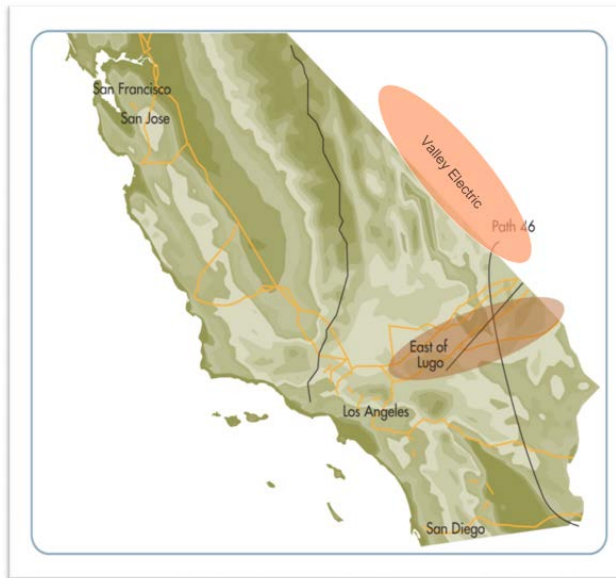 San Francisco
San Jose
Valley Electric
Path 46
East of
Lugo
Los Angeles
San Diego